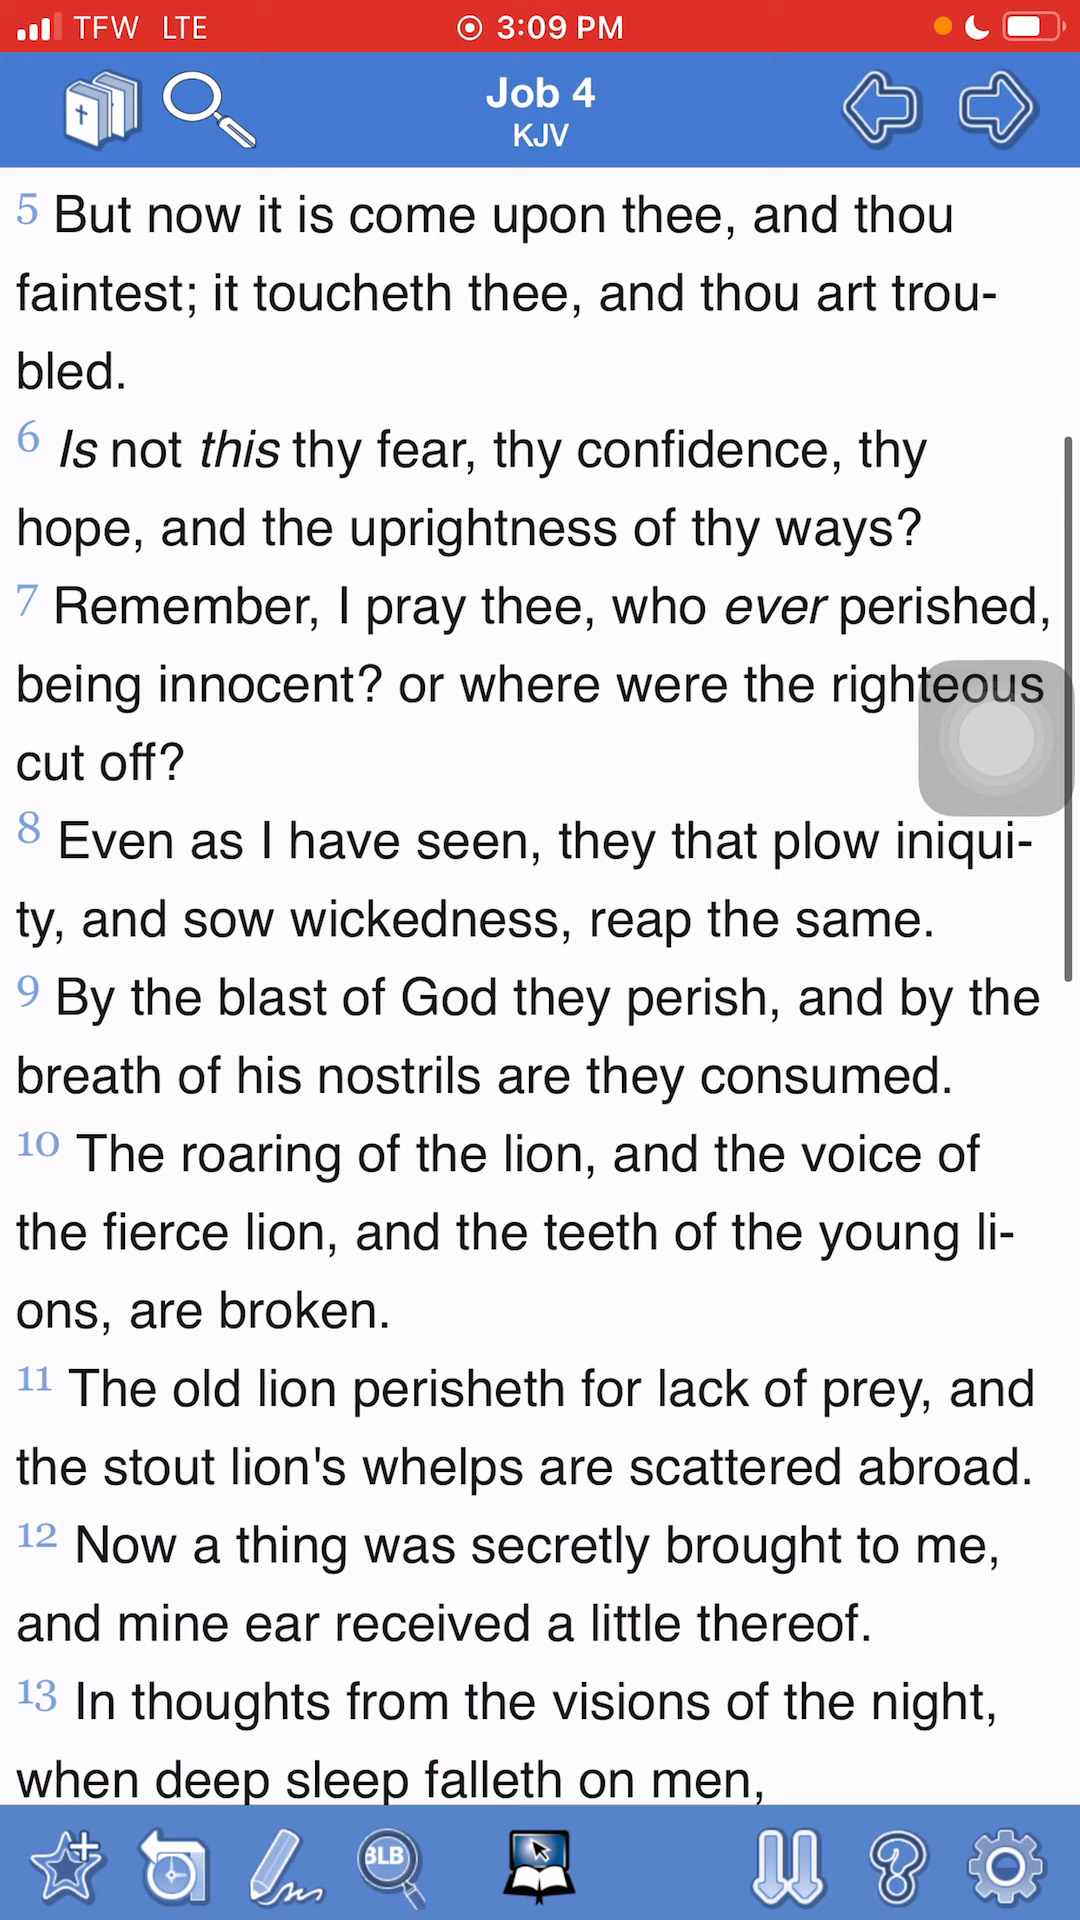 TFW LTE 3:09 PM
Job 4
KJV
5 But now it is come upon thee, and thou
faintest; it toucheth thee, and thou art trou-
bled.
6 Is not this thy fear, thy confidence, thy
hope, and the uprightness of thy ways?
7 Remember, I pray thee, who ever perished,
being innocent? or where were the righteous
cut off?
8 Even as I have seen, they that plow iniqui-
ty, and sow wickedness, reap the same.
9 By the blast of God they perish, and by the
breath of his nostrils are they consumed.
10 The roaring of the lion, and the voice of
the fierce lion, and the teeth of the young li-
ons, are broken.
11 The old lion perisheth for lack of prey, and
the stout lion's whelps are scattered abroad.
12 Now a thing was secretly brought to me,
and mine ear received a little thereof.
13 In thoughts from the visions of the night,
when deep sleep falleth on men,
BLB